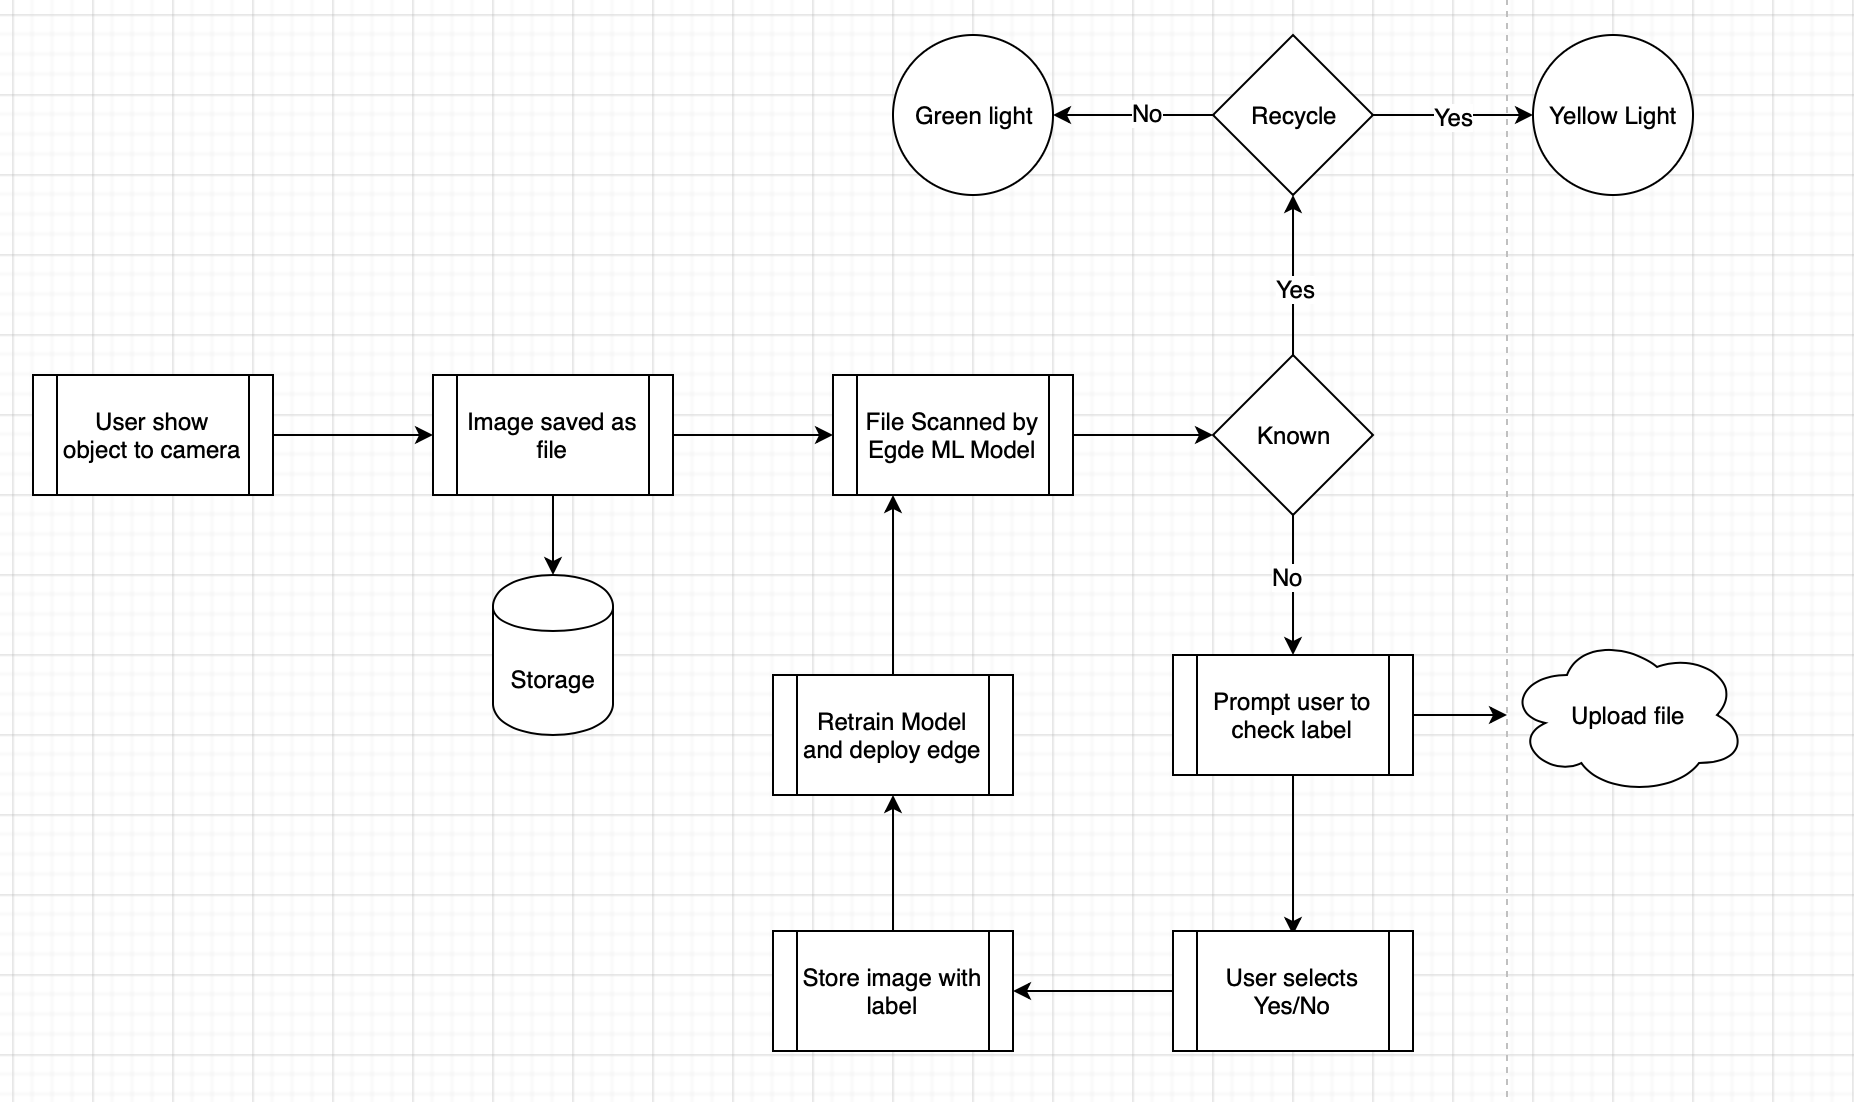 Green light
No
Recycle
Yes
Yellow Light
Yes
User show
object to camera
Image saved as
file
File Scanned by
Egde ML Model
Known
No
Storage
Retrain Model
and deploy edge
Prompt user to
check label
Upload file
Store image with
label
User selects
Yes/No